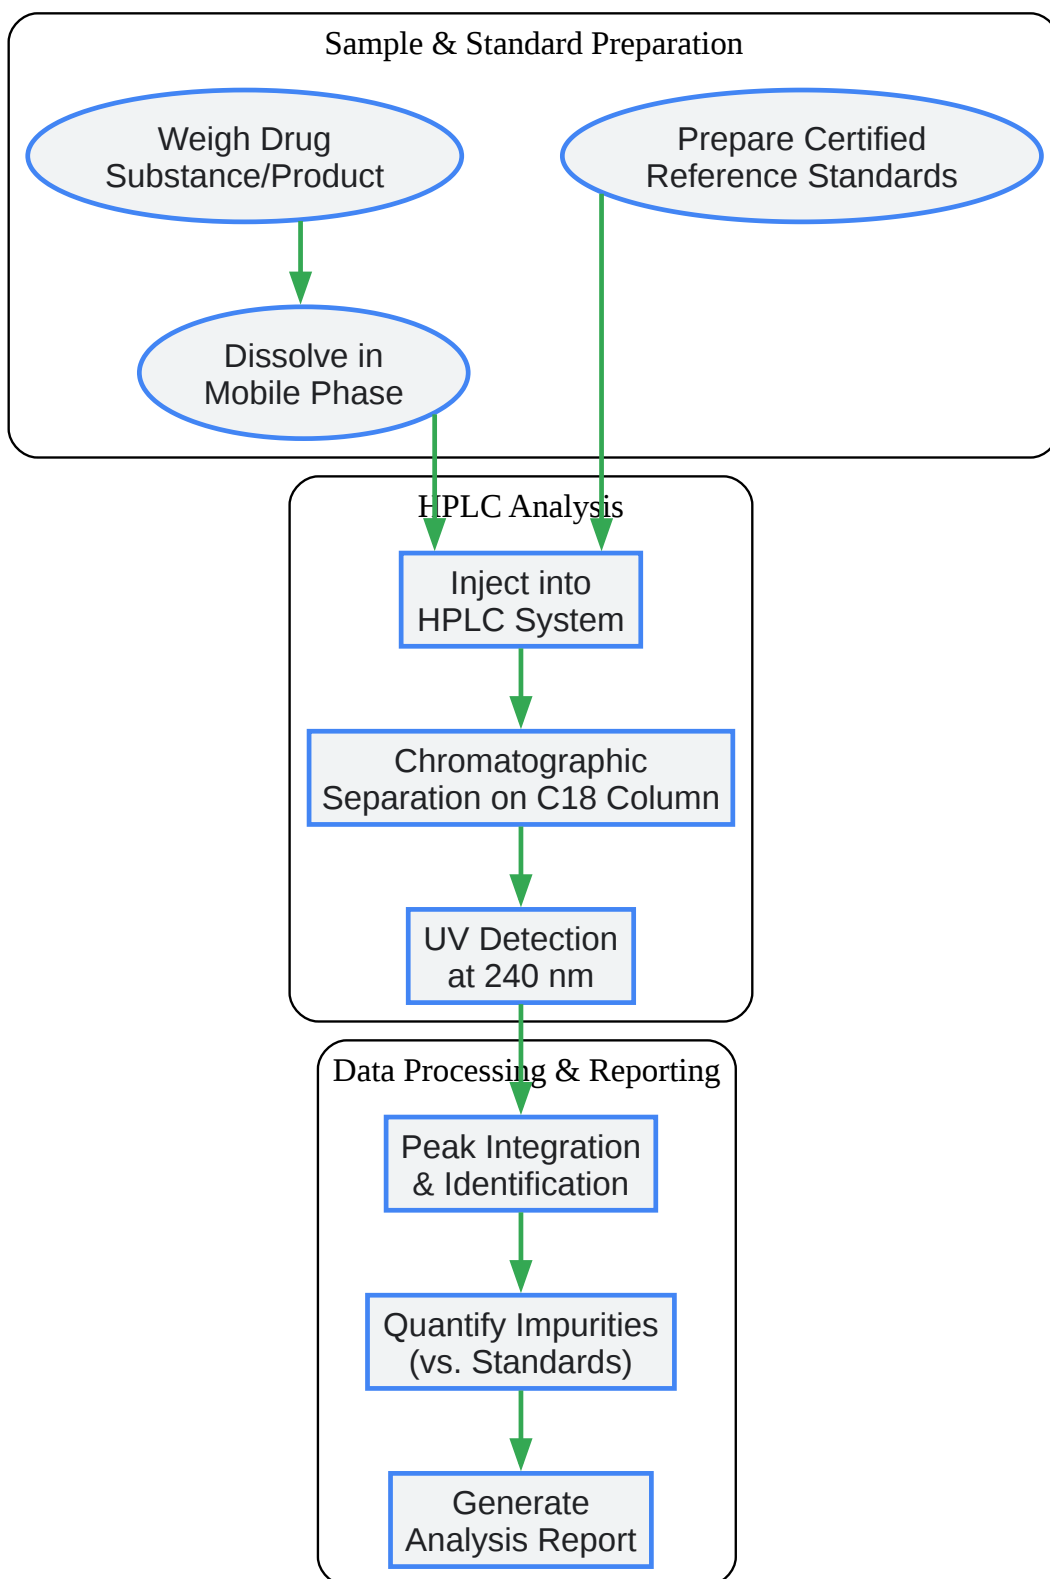 Sample & Standard Preparation
Weigh Drug
Substance/Product
Prepare Certified
Reference Standards
Dissolve in
Mobile Phase
HPLC Analysis
Inject into
HPLC System
Chromatographic
Separation on C18 Column
UV Detection
at 240 nm
Data Processing & Reporting
Peak Integration
& Identification
Quantify Impurities
(vs. Standards)
Generate
Analysis Report